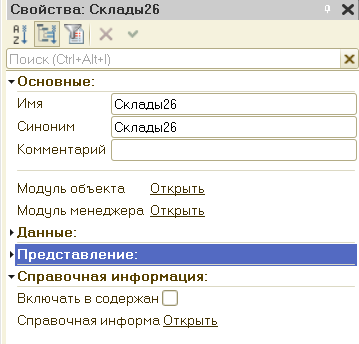 Свойства: Склады26
Поиск (Ctrl+Alt+I)
Основные:
Имя Склады26
Синоним Склады26
Комментарий
Модуль объекта Открыть
Модуль менеджера Открыть
Данные:
Представление:
Справочная информация:
Включать в содержан
Справочная информа Открыть